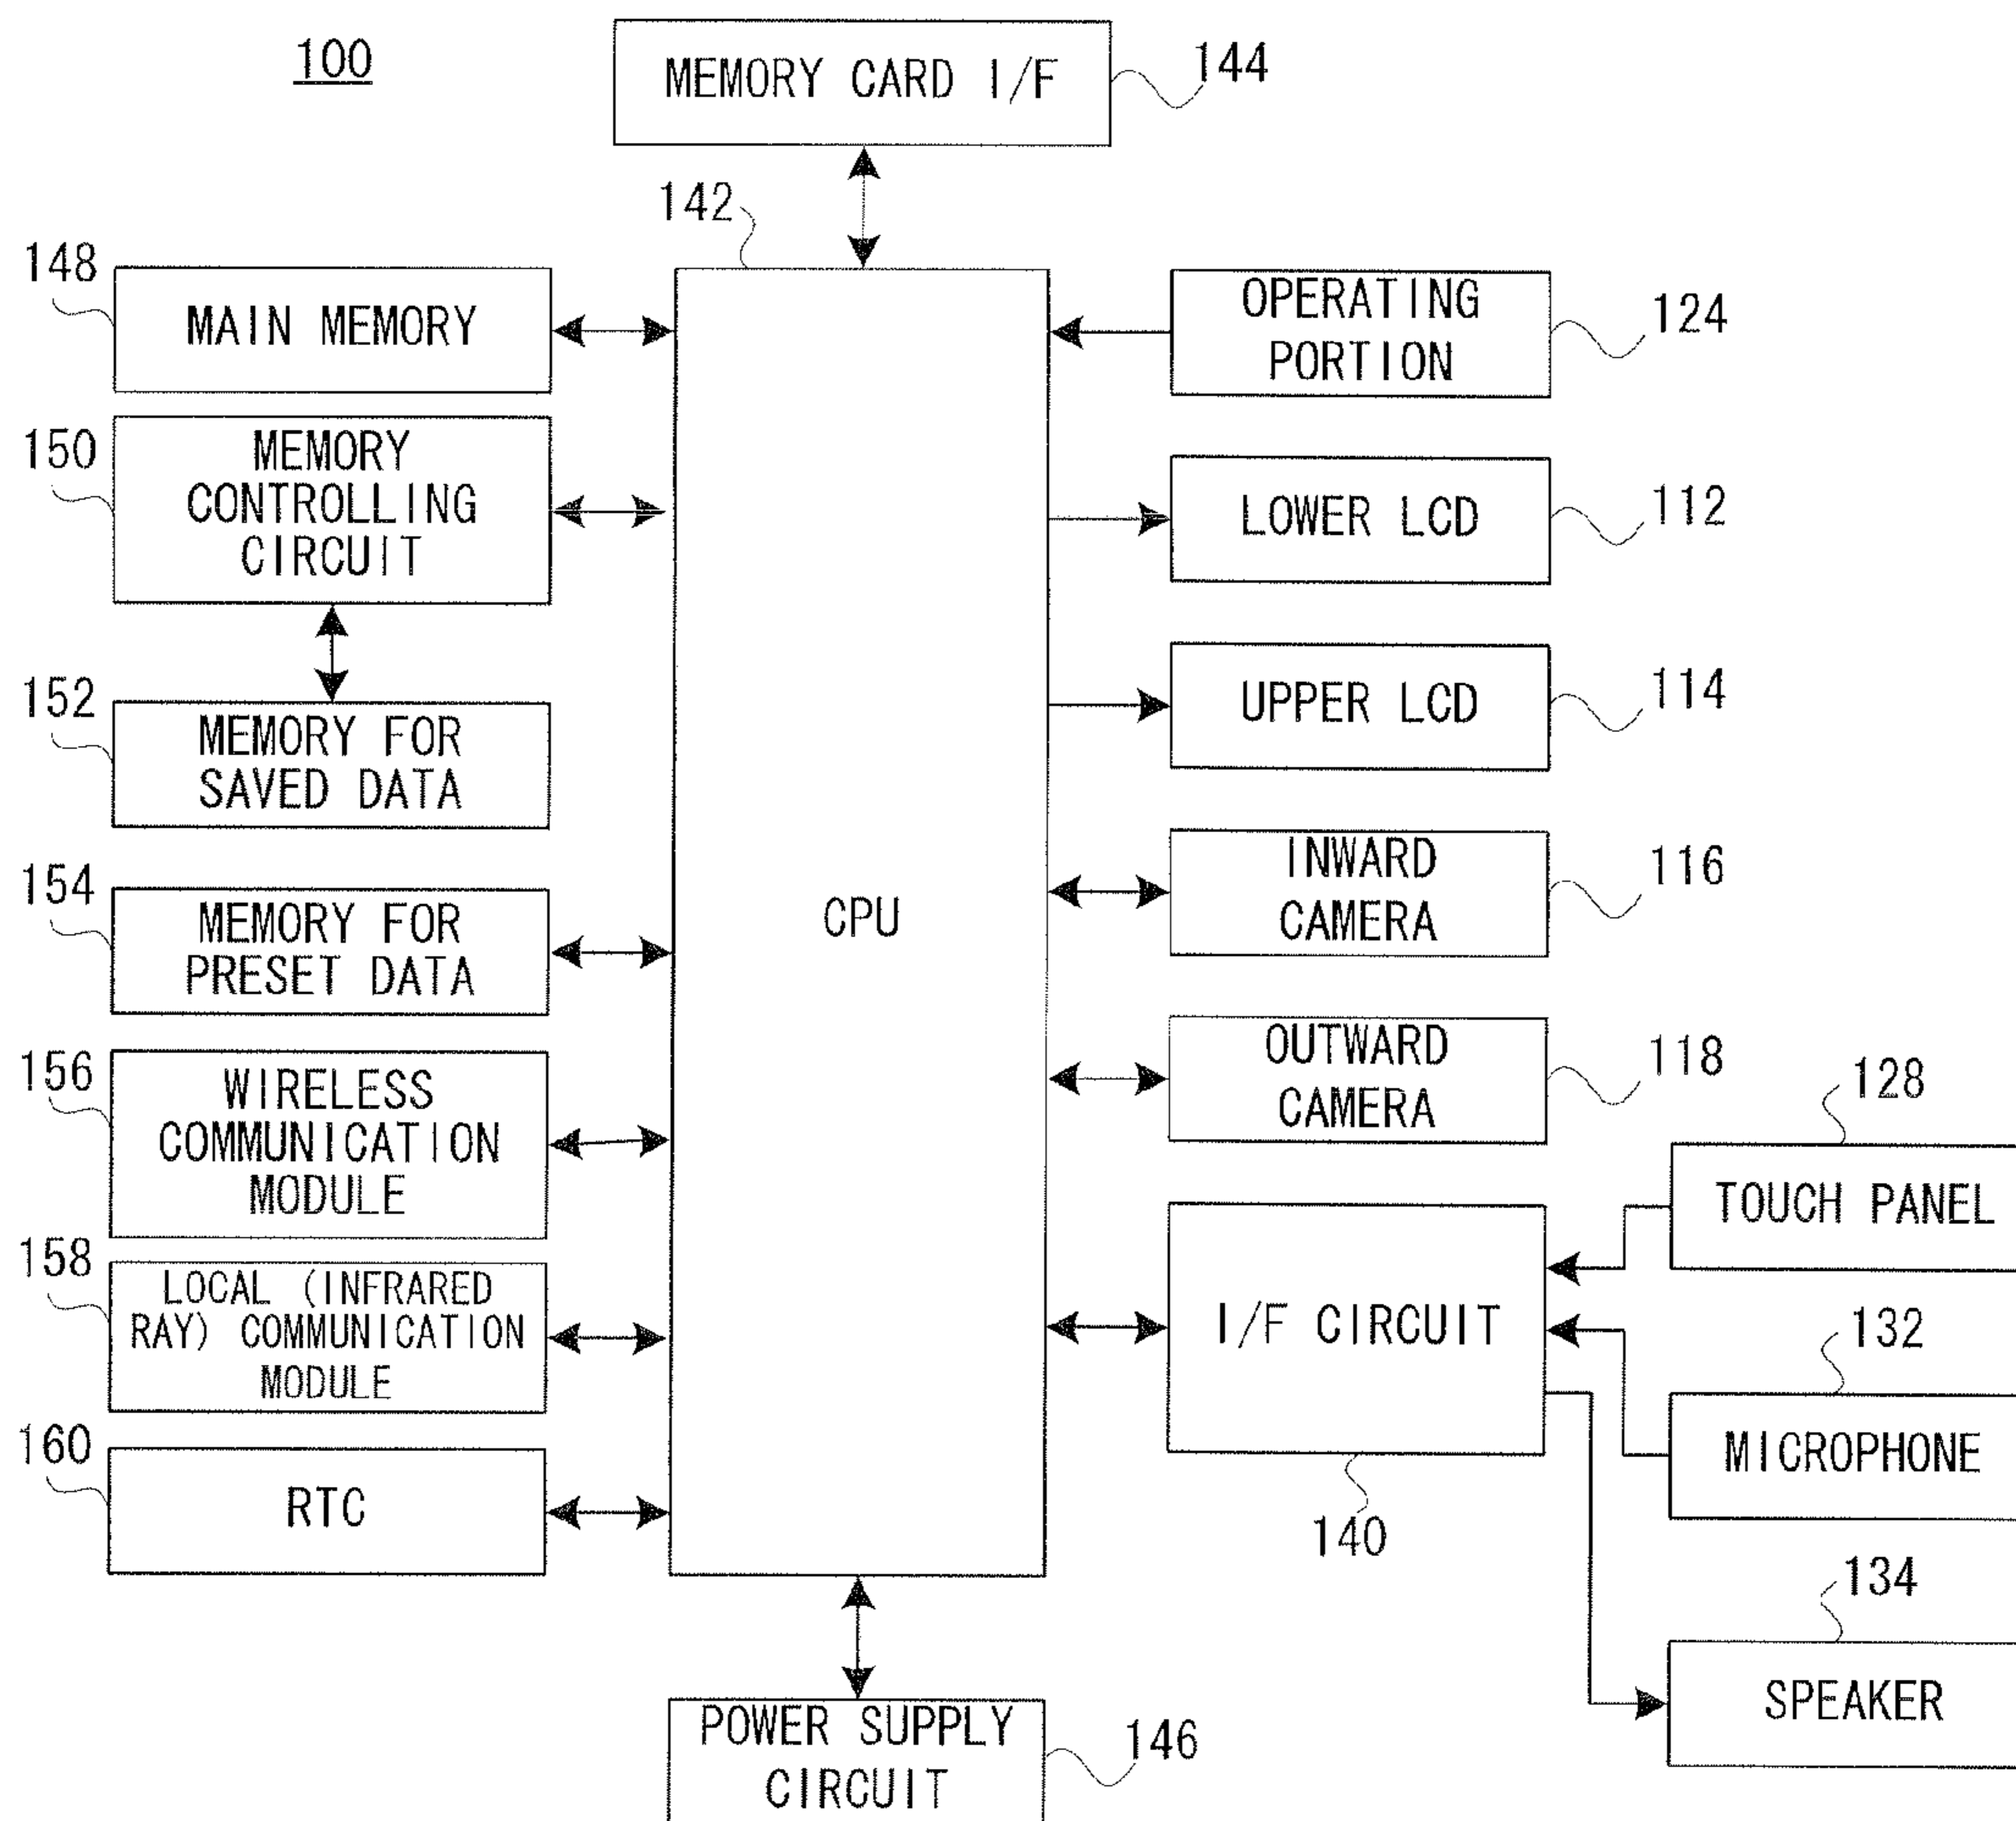 100
MEMORY CARD I/F
144
142
148
MAIN MEMORY
150
MEMORY
CONTROLLING
CIRCUIT
152
MEMORY FOR
SAVED DATA
154
MEMORY FOR
PRESET DATA
156
WIRELESS
COMMUNICATION
MODULE
158
LOCAL (INFRARED
RAY) COMMUNICATION
MODULE
160
RTC
CPU
OPERATING
PORTION
124
LOWER LCD
112
UPPER LCD
114
INWARD
CAMERA
116
OUTWARD
CAMERA
118
128
TOUCH PANEL
I/F CIRCUIT
140
132
MICROPHONE
134
SPEAKER
POWER SUPPLY
CIRCUIT
146